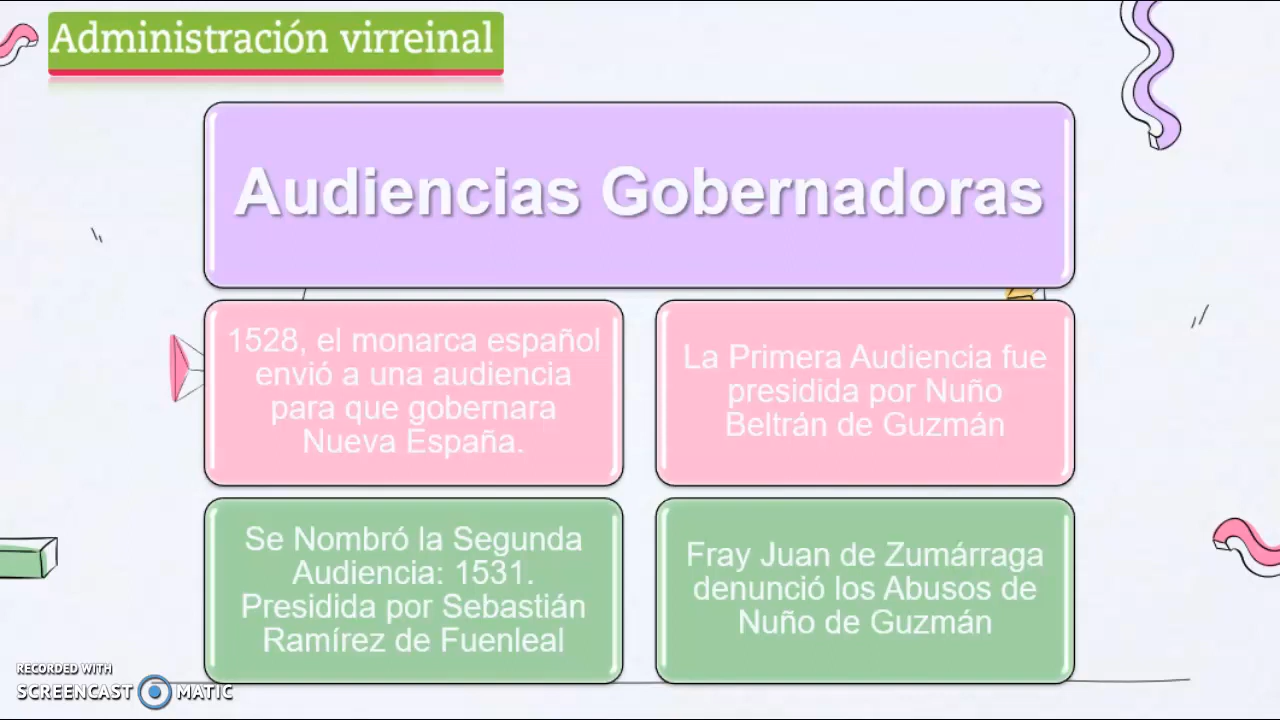 Administración virreinal
Audiencias Gobernadoras
1528, el monarca español
envió a una audiencia
para que gobernara
Nueva España.
La Primera Audiencia fue
presidida por Nuño
Beltrán de Guzmán
Se Nombró la Segunda
Audiencia: 1531.
Presidida por Sebastián
Ramírez de Fuenleal
Fray Juan de Zumárraga
denunció los Abusos de
Nuño de Guzmán
RECORDED WITH
SCREENCAST MATIC